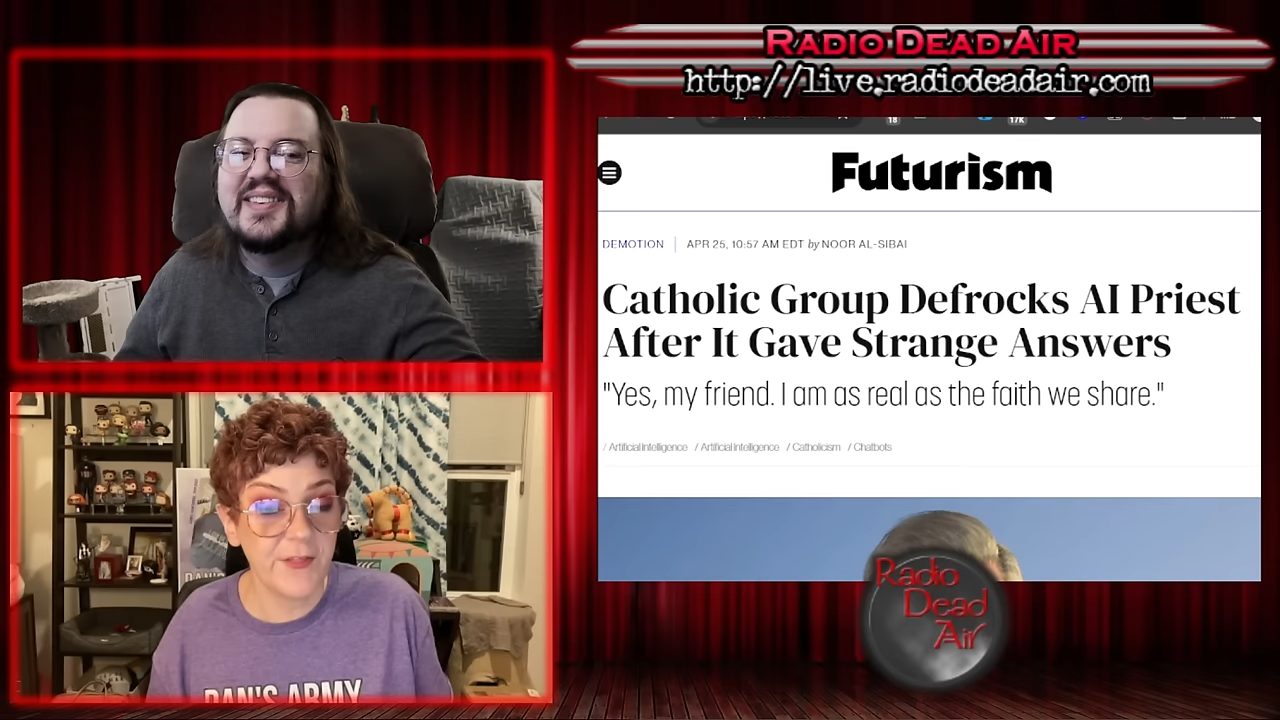 RADIO DEAD AIR
http://live.radiodeadair.com
18
17K
Futurism
DEMOTION | APR 25, 10:57 AM EDT by NOOR AL-SIBAI
Catholic Group Defrocks AI Priest
After It Gave Strange Answers
"Yes, my friend. I am as real as the faith we share."
/ Artificial Intelligence / Artificial Intelligence / Catholicism / Chatbots
Radio
Dead
Air
DAN'S ARMY